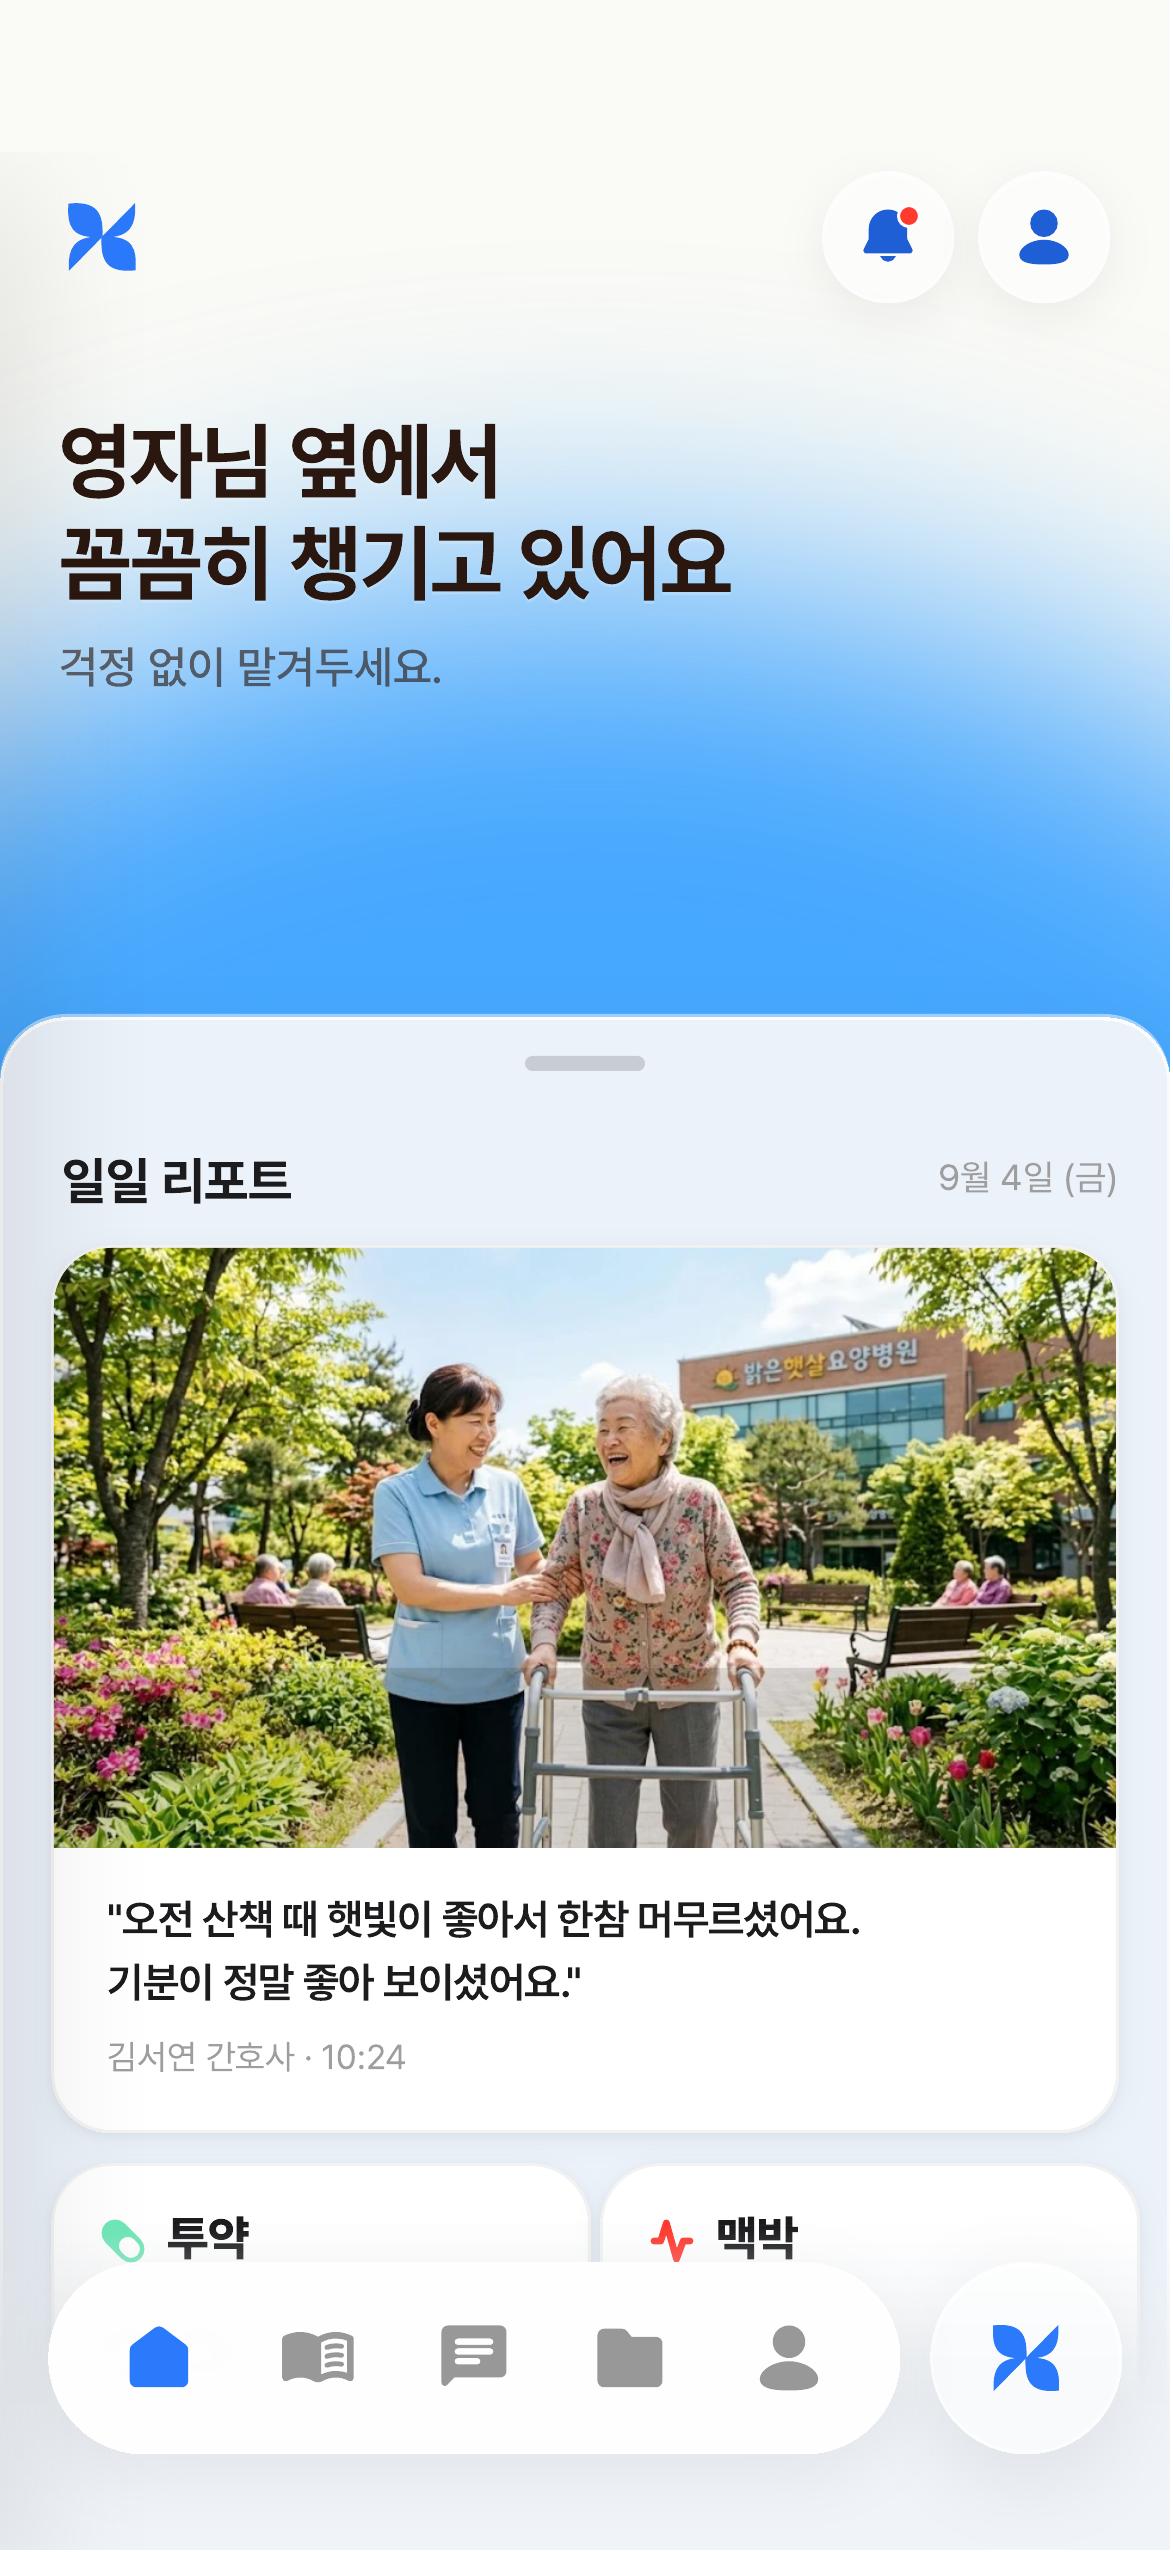 영자님 옆에서
꼼꼼히 챙기고 있어요
걱정 없이 맡겨두세요.
일일 리포트
9월 4일 (금)
밝은햇살요양병원
"오전 산책 때 햇빛이 좋아서 한참 머무르셨어요.
기분이 정말 좋아 보이셨어요."
김서연 간호사 · 10:24
투약
맥박